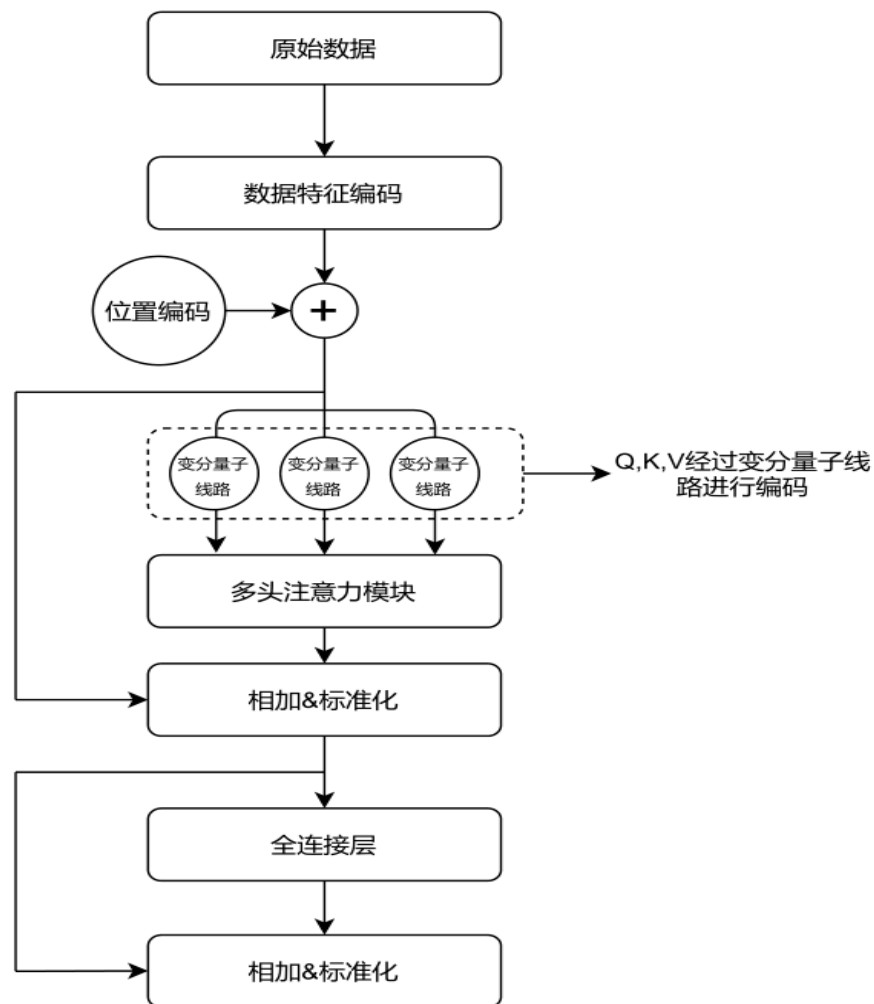 原始数据
数据特征编码
位置编码
+
变分量子
线路
变分量子
线路
变分量子
线路
Q,K,V经过变分量子线
路进行编码
多头注意力模块
相加&标准化
全连接层
相加&标准化